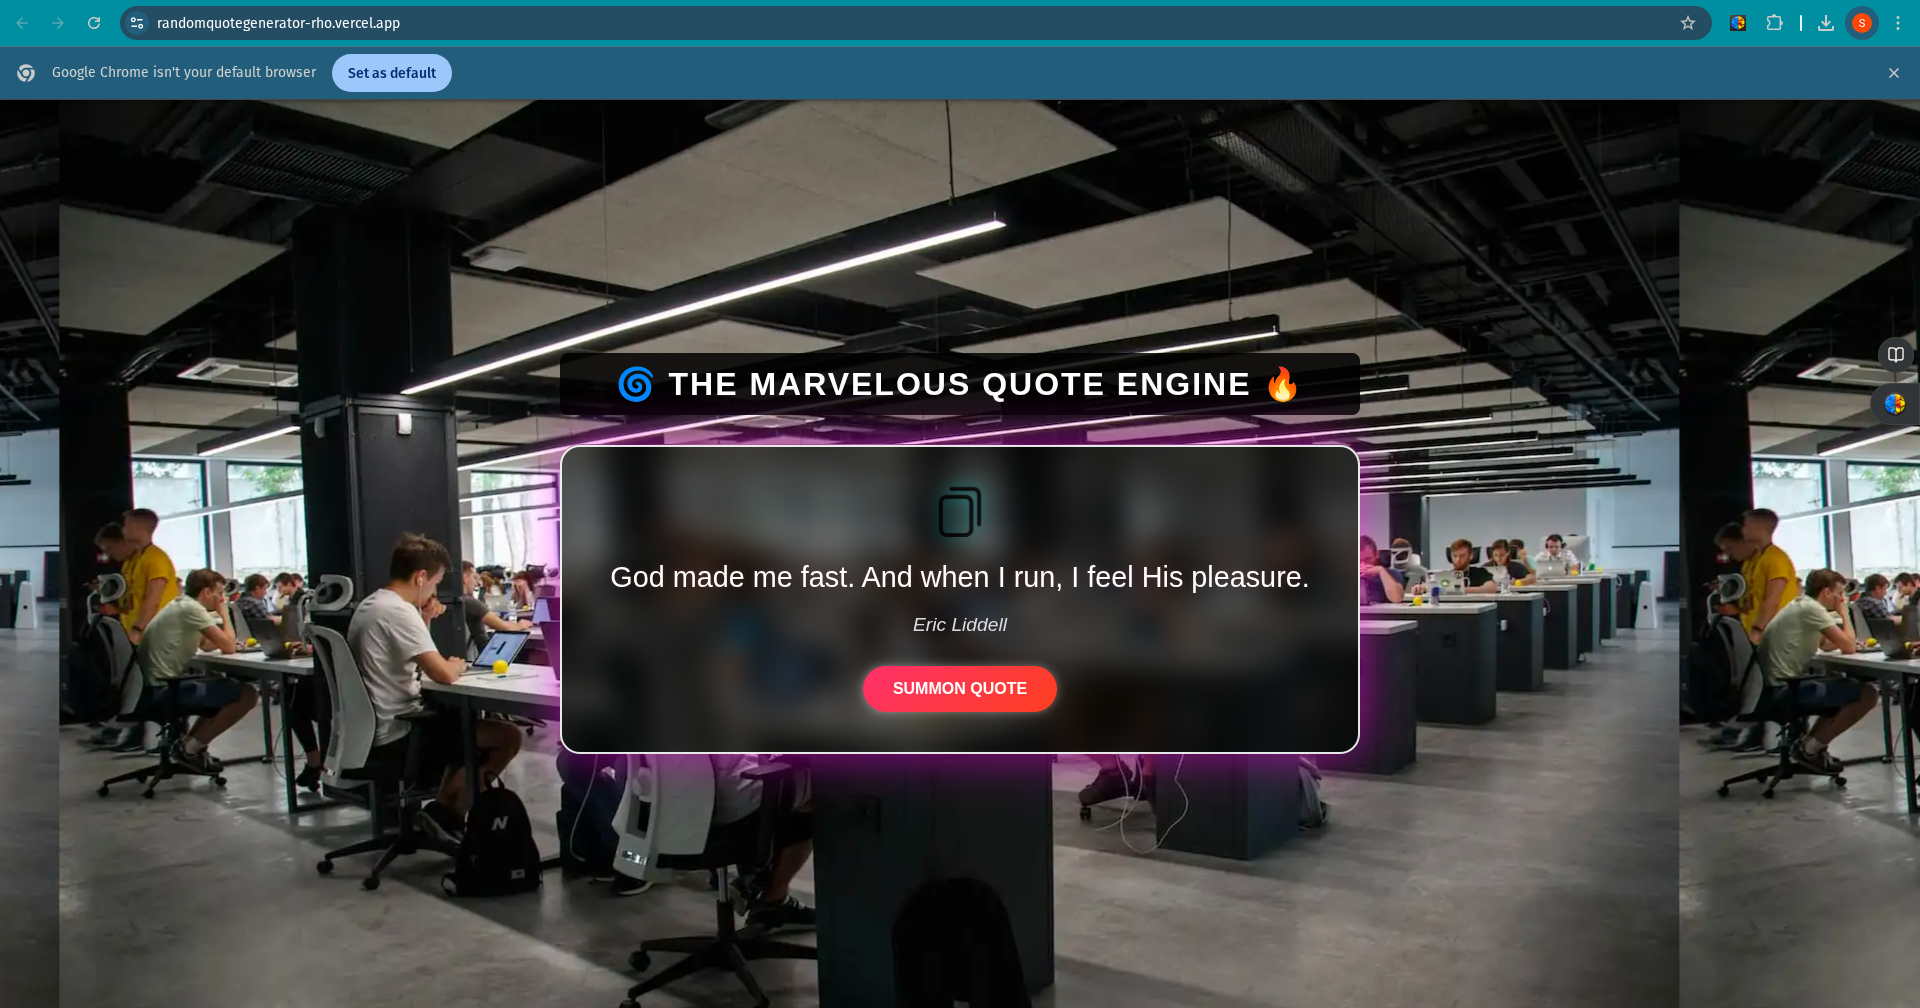 randomquotegenerator-rho.vercel.app
S
Google Chrome isn't your default browser
Set as default
🌀 THE MARVELOUS QUOTE ENGINE 🔥
God made me fast. And when I run, I feel His pleasure.
Eric Liddell
SUMMON QUOTE
N